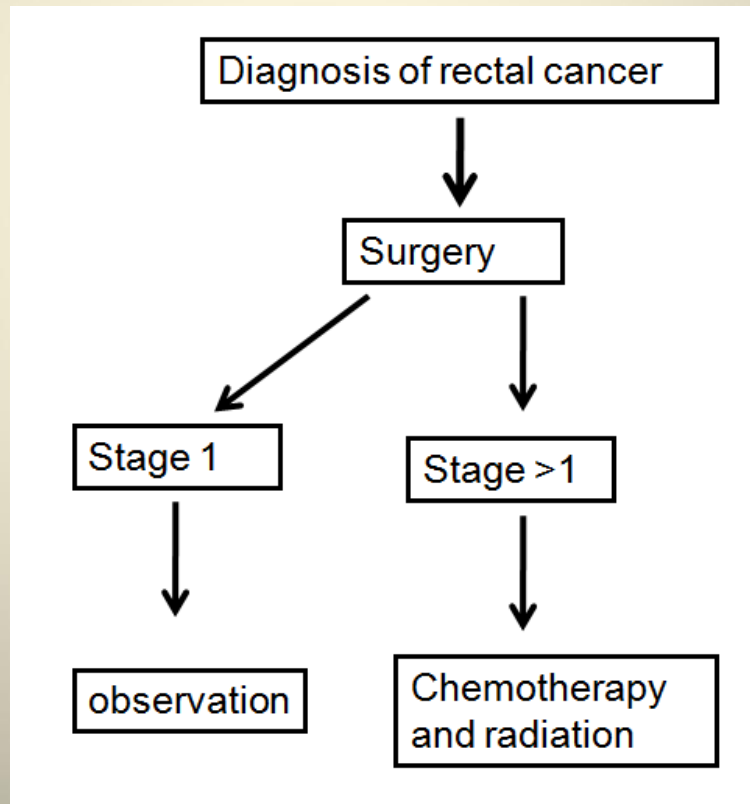 Diagnosis of rectal cancer
Surgery
Stage 1
Stage >1
observation
Chemotherapy
and radiation